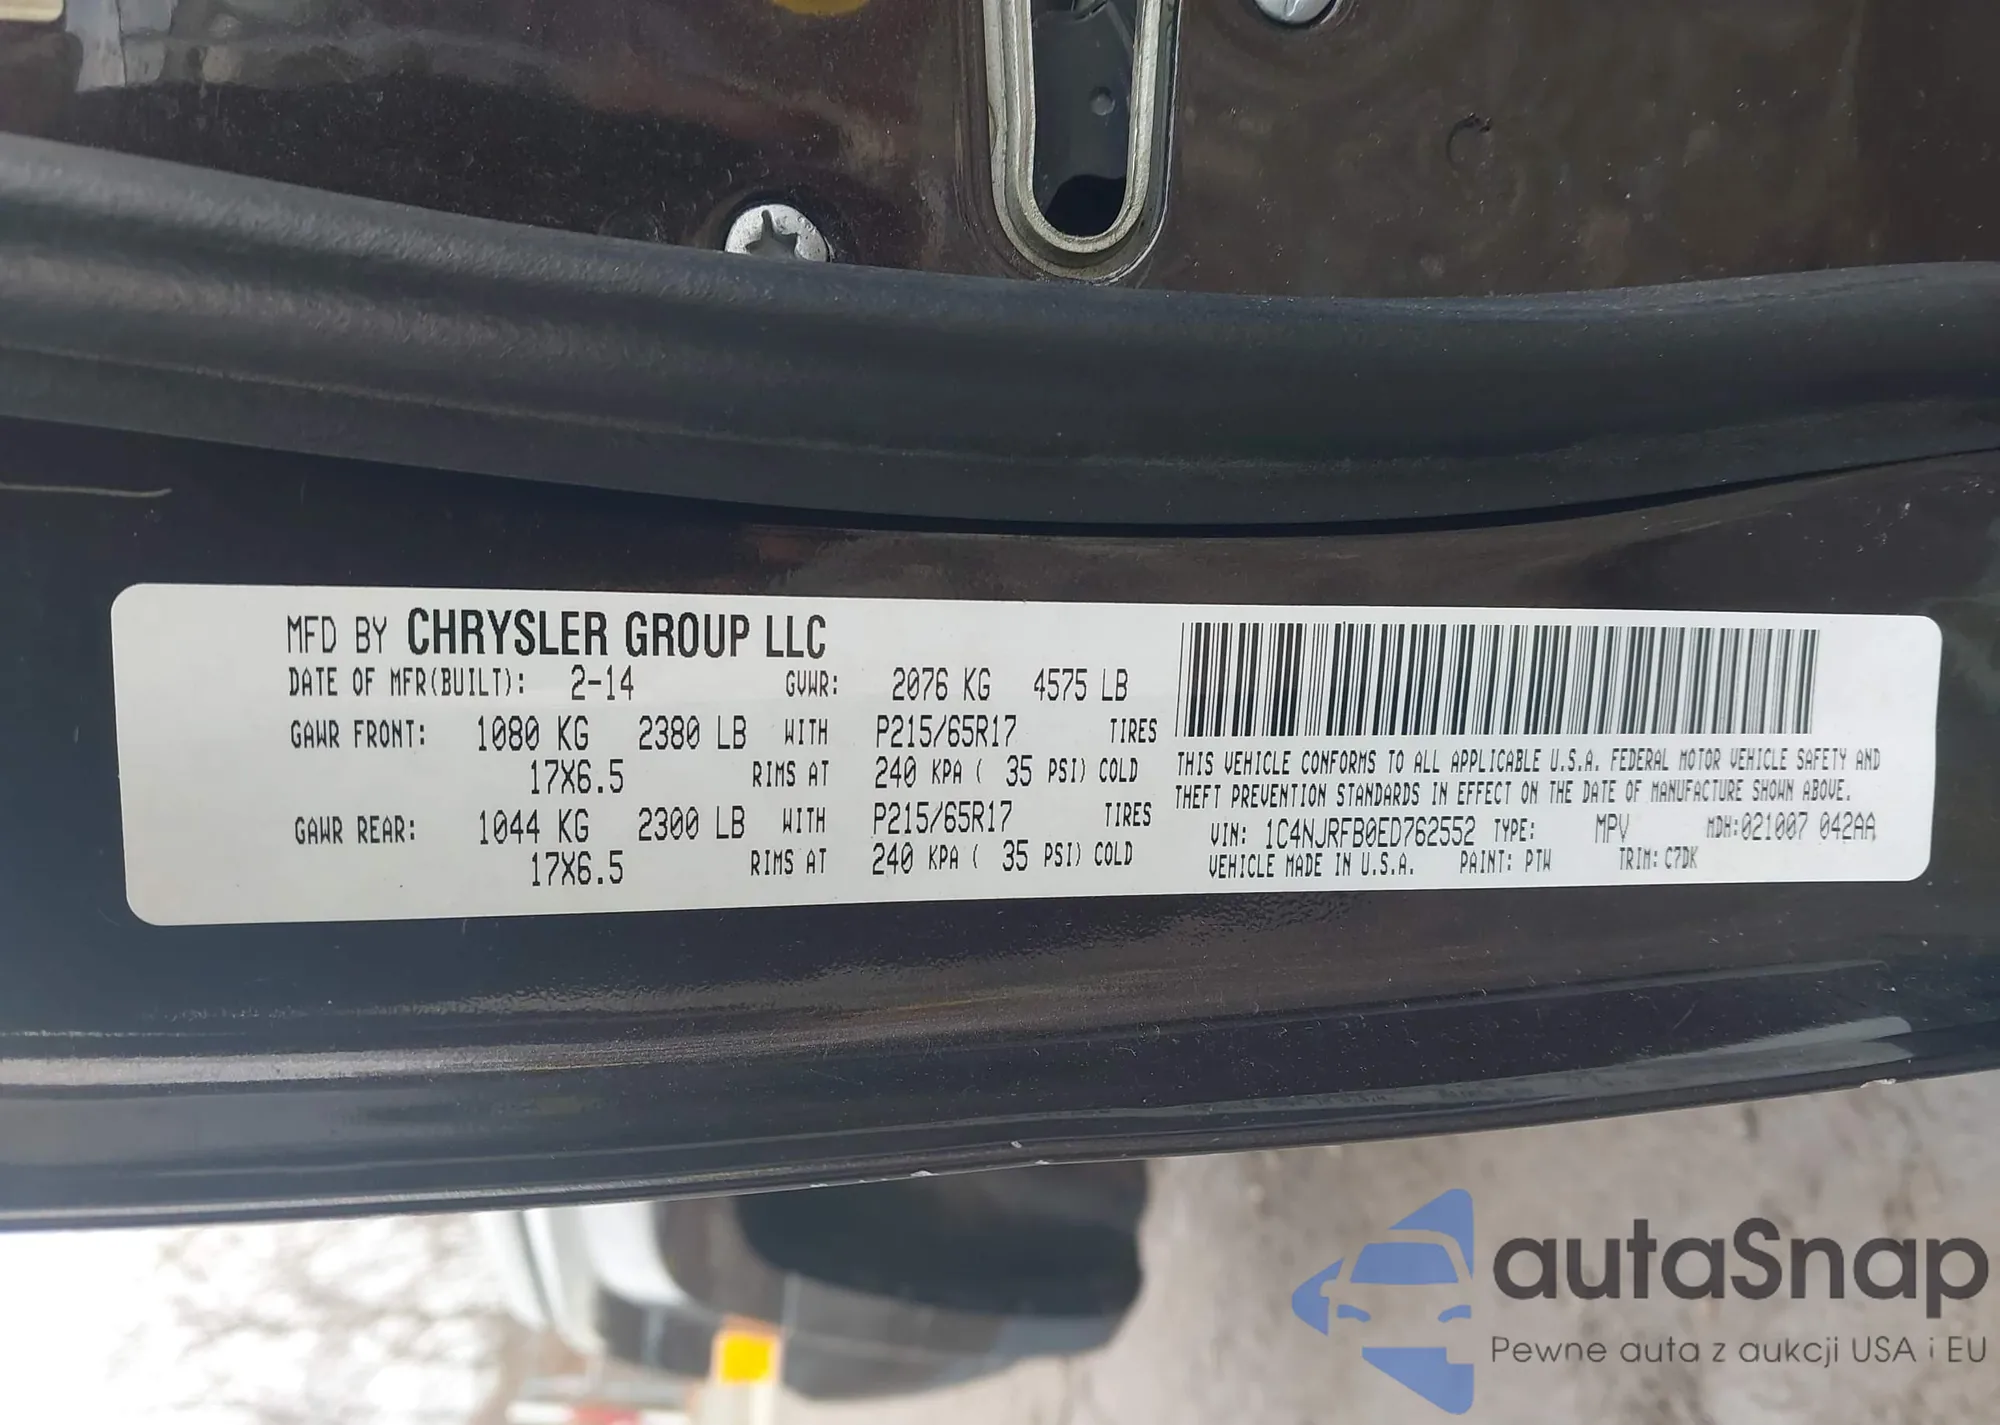 MFD BY CHRYSLER GROUP LLC
DATE OF MFR(BUILT): 2-14 GVWR: 2076 KG 4575 LB
GAWR FRONT: 1080 KG 2380 LB WITH P215/65R17 TIRES
17X6.5 RIMS AT 240 KPA ( 35 PSI) COLD
GAWR REAR: 1044 KG 2300 LB WITH P215/65R17 TIRES
17X6.5 RIMS AT 240 KPA ( 35 PSI) COLD
THIS VEHICLE CONFORMS TO ALL APPLICABLE U.S.A. FEDERAL MOTOR VEHICLE SAFETY AND
THEFT PREVENTION STANDARDS IN EFFECT ON THE DATE OF MANUFACTURE SHOWN ABOVE.
VIN: 1C4NJRFB0ED762552 TYPE: MPV MDH:021007 042AA
VEHICLE MADE IN U.S.A. PAINT: PTW TRIM: C7DK
autaSnap
Pewne auta z aukcji USA i EU